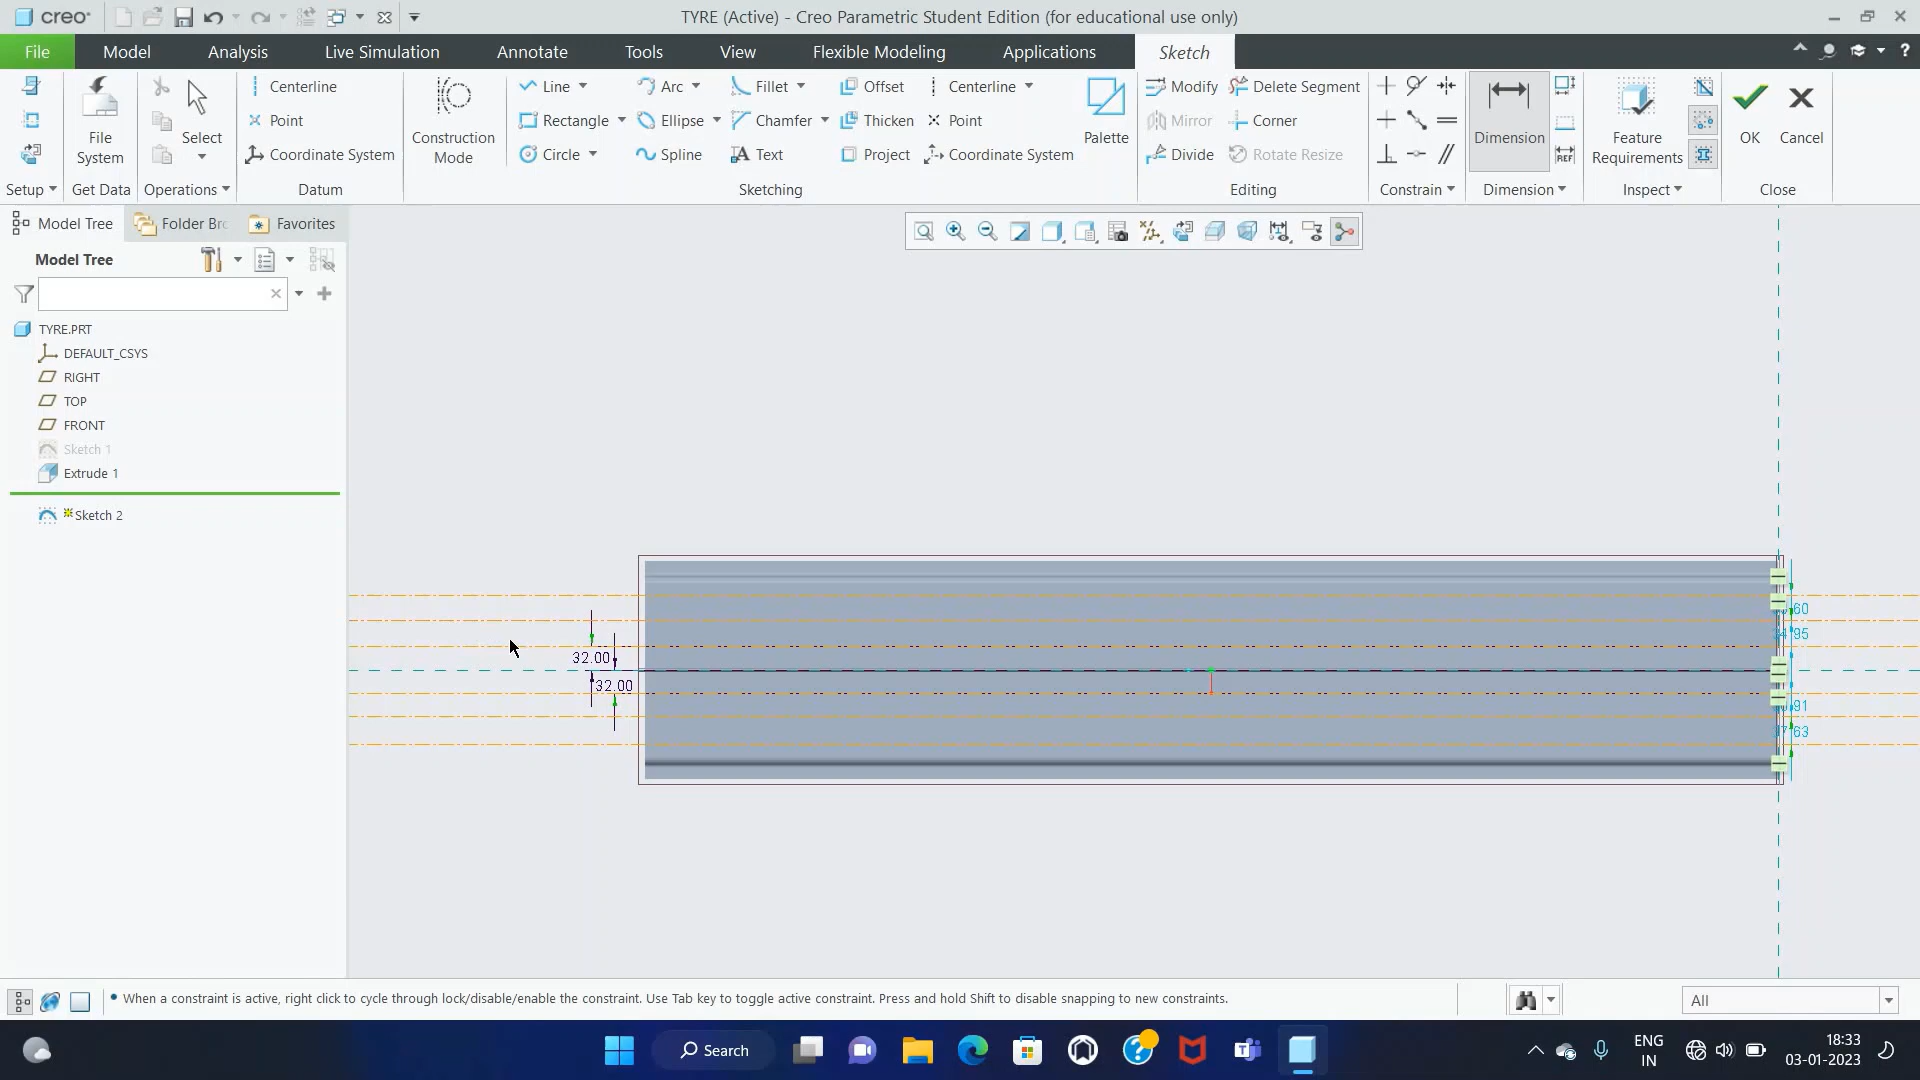 creo
TYRE (Active) - Creo Parametric Student Edition (for educational use only)
File Model Analysis Live Simulation Annotate Tools View Flexible Modeling Applications Sketch
Centerline Line Arc Fillet Offset Centerline Modify Delete Segment
File System Select Point Construction Mode Rectangle Ellipse Chamfer Thicken Point Palette Mirror Corner Dimension Feature Requirements OK Cancel
Coordinate System Circle Spline Text Project Coordinate System Divide Rotate Resize
REF
Setup Get Data Operations Datum Sketching Editing Constrain Dimension Inspect Close
Model Tree Folder Br Favorites
Model Tree
TYRE.PRT
DEFAULT_CSYS
RIGHT
TOP
FRONT
Sketch 1
Extrude 1
Sketch 2
60
95
32.00
32.00
91
63
When a constraint is active, right click to cycle through lock/disable/enable the constraint. Use Tab key to toggle active constraint. Press and hold Shift to disable snapping to new constraints.
All
Search
ENG
IN
18:33
03-01-2023